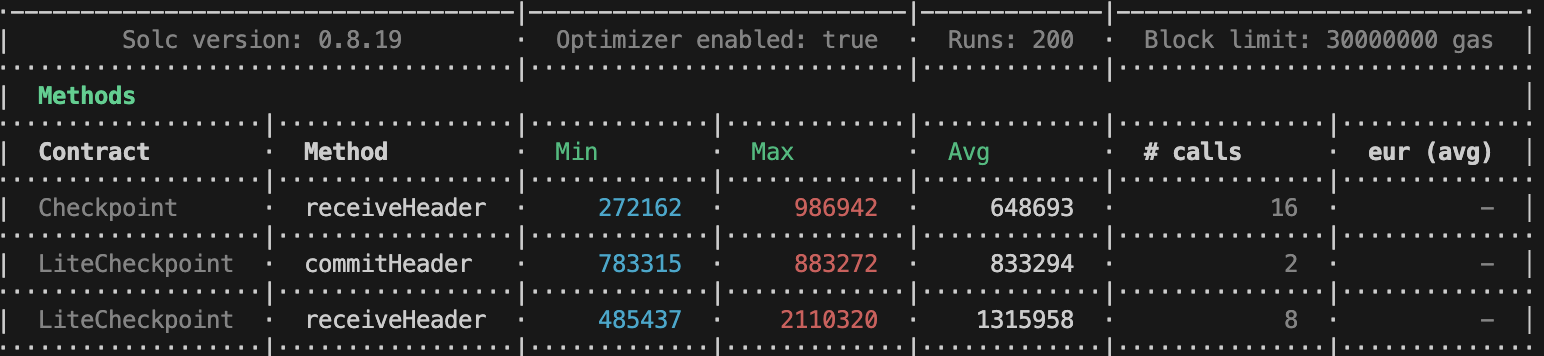 Solc version: 0.8.19 · Optimizer enabled: true · Runs: 200 · Block limit: 30000000 gas
Methods
Contract · Method · Min · Max · Avg · # calls · eur (avg)
Checkpoint · receiveHeader · 272162 · 986942 · 648693 · 16 · -
LiteCheckpoint · commitHeader · 783315 · 883272 · 833294 · 2 · -
LiteCheckpoint · receiveHeader · 485437 · 2110320 · 1315958 · 8 · -